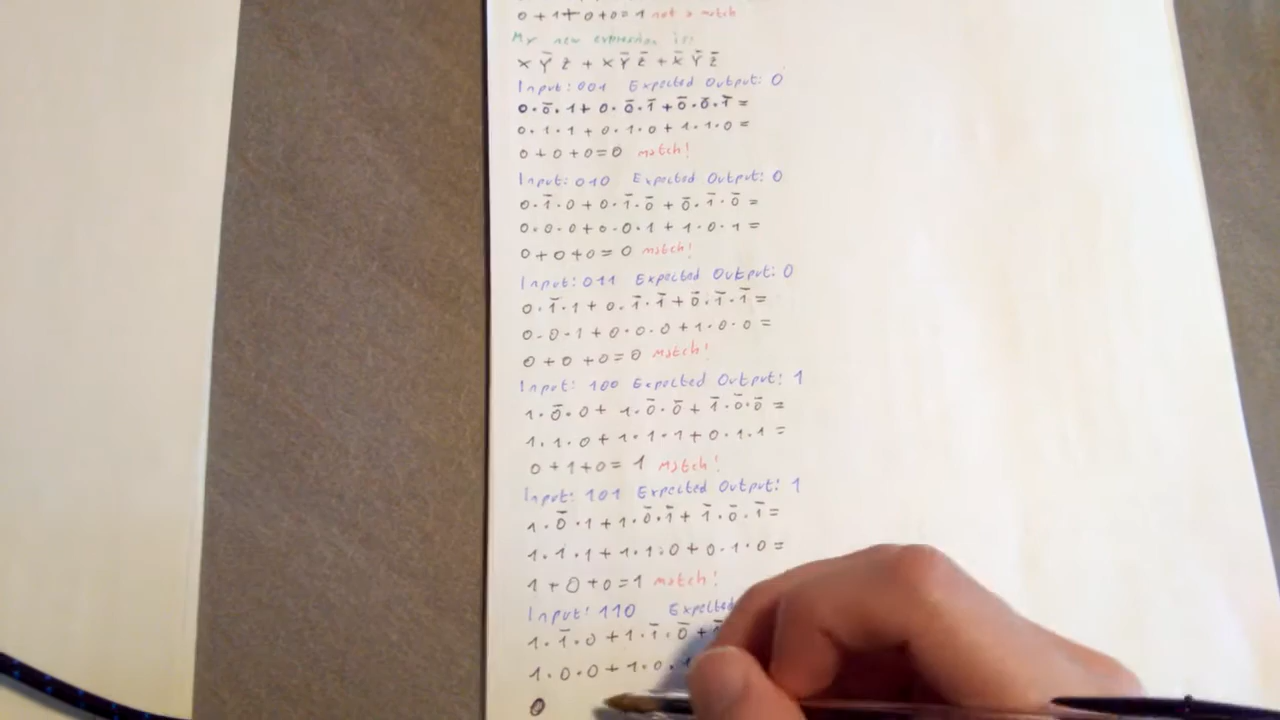 0 + 1 + 0 + 0 = 1 not a match
My new expression is:
X Y̅ Z + X Y̅ Z̅ + X̅ Y̅ Z̅
Input: 001 Expected Output: 0
0 · 0̅ · 1 + 0 · 0̅ · 1̅ + 0̅ · 0̅ · 1̅ =
0 · 1 · 1 + 0 · 1 · 0 + 1 · 1 · 0 =
0 + 0 + 0 = 0 match!
Input: 010 Expected Output: 0
0 · 1̅ · 0 + 0 · 1̅ · 0̅ + 0̅ · 1̅ · 0̅ =
0 · 0 · 0 + 0 · 0 · 1 + 1 · 0 · 1 =
0 + 0 + 0 = 0 match!
Input: 011 Expected Output: 0
0 · 1̅ · 1 + 0 · 1̅ · 1̅ + 0̅ · 1̅ · 1̅ =
0 · 0 · 1 + 0 · 0 · 0 + 1 · 0 · 0 =
0 + 0 + 0 = 0 match!
Input: 100 Expected Output: 1
1 · 0̅ · 0 + 1 · 0̅ · 0̅ + 1̅ · 0̅ · 0̅ =
1 · 1 · 0 + 1 · 1 · 1 + 0 · 1 · 1 =
0 + 1 + 0 = 1 match!
Input: 101 Expected Output: 1
1 · 0̅ · 1 + 1 · 0̅ · 1̅ + 1̅ · 0̅ · 1̅ =
1 · 1 · 1 + 1 · 1 · 0 + 0 · 1 · 0 =
1 + 0 + 0 = 1 match!
Input: 110 Expected
1 · 1̅ · 0 + 1 · 1̅ · 0̅ + 1̅
1 · 0 · 0 + 1 · 0 · 1
0